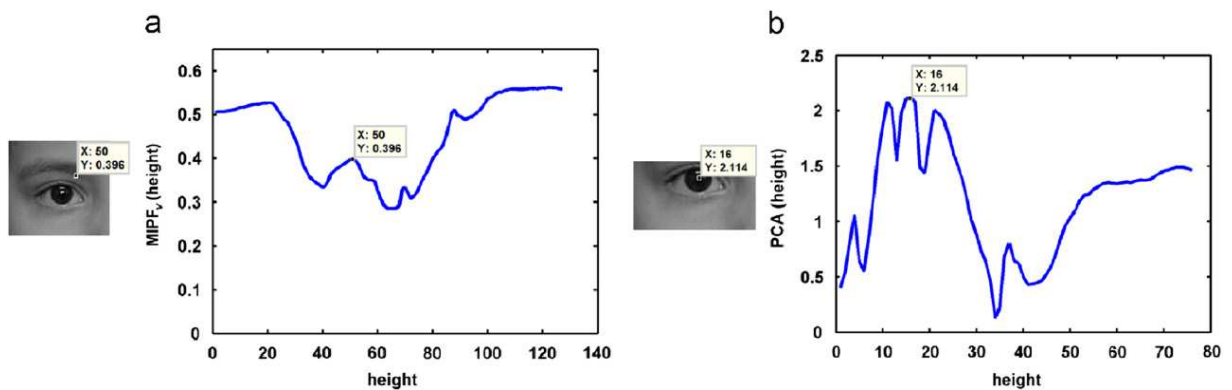 a
X: 50
Y: 0.396
MIPFv (height)
0.6
0.5
0.4
0.3
0.2
0.1
0
X: 50
Y: 0.396
0 20 40 60 80 100 120 140
height
b
X: 16
Y: 2.114
PCA (height)
2.5
2
1.5
1
0.5
0
X: 16
Y: 2.114
0 10 20 30 40 50 60 70 80
height